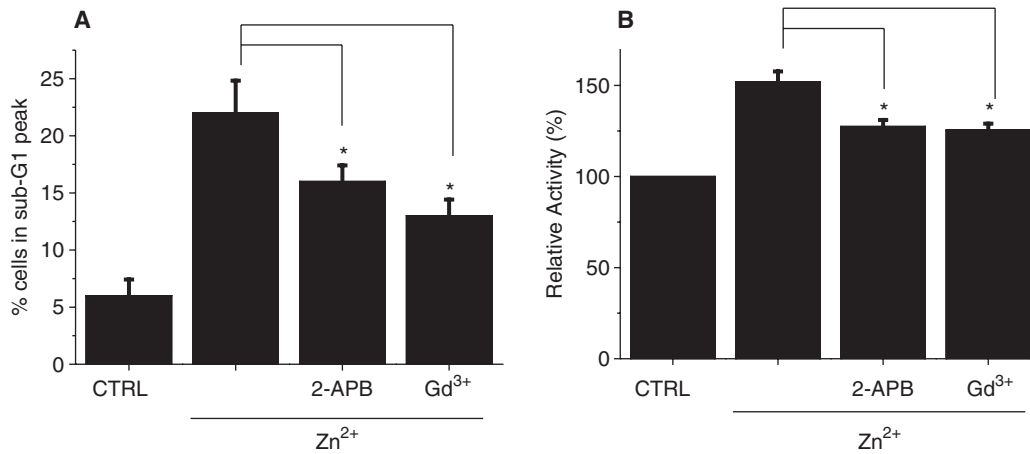 A
% cells in sub-G1 peak
25
20
15
10
5
0
*
*
CTRL
2-APB
Gd³⁺
Zn²⁺
B
Relative Activity (%)
150
100
50
0
*
*
CTRL
2-APB
Gd³⁺
Zn²⁺